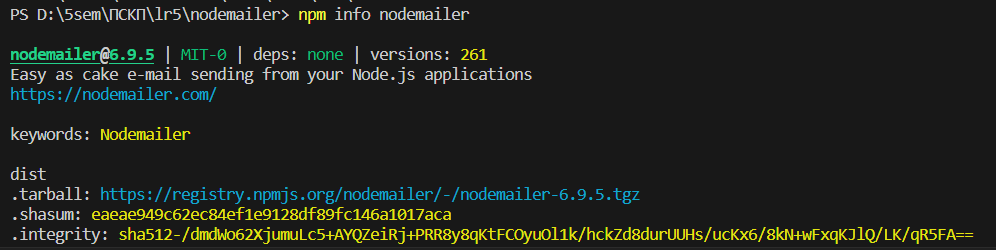 PS D:\5sem\ПСКП\lr5\nodemailer> npm info nodemailer
nodemailer@6.9.5 | MIT-0 | deps: none | versions: 261
Easy as cake e-mail sending from your Node.js applications
https://nodemailer.com/
keywords: Nodemailer
dist
.tarball: https://registry.npmjs.org/nodemailer/-/nodemailer-6.9.5.tgz
.shasum: eaeae949c62ec84ef1e9128df89fc146a1017aca
.integrity: sha512-/dmdWo62XjumuLc5+AYQZeiRj+PRR8y8qKtFCOyuOl1k/hckZd8durUUHs/ucKx6/8kN+wFxqKJlQ/LK/qR5FA==